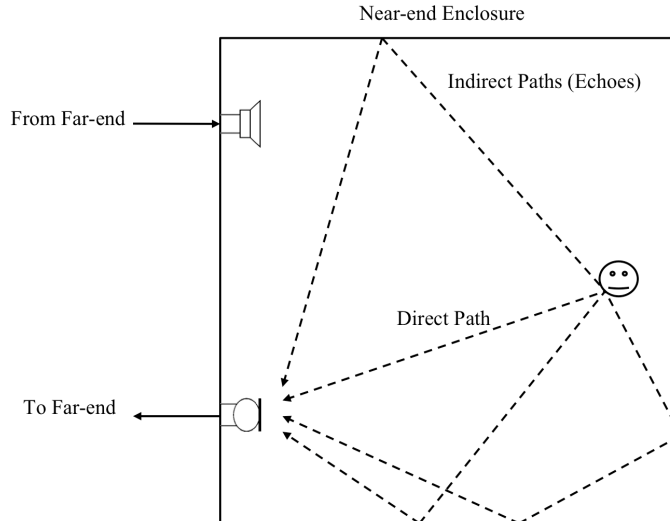 Near-end Enclosure
Indirect Paths (Echoes)
From Far-end
Direct Path
To Far-end